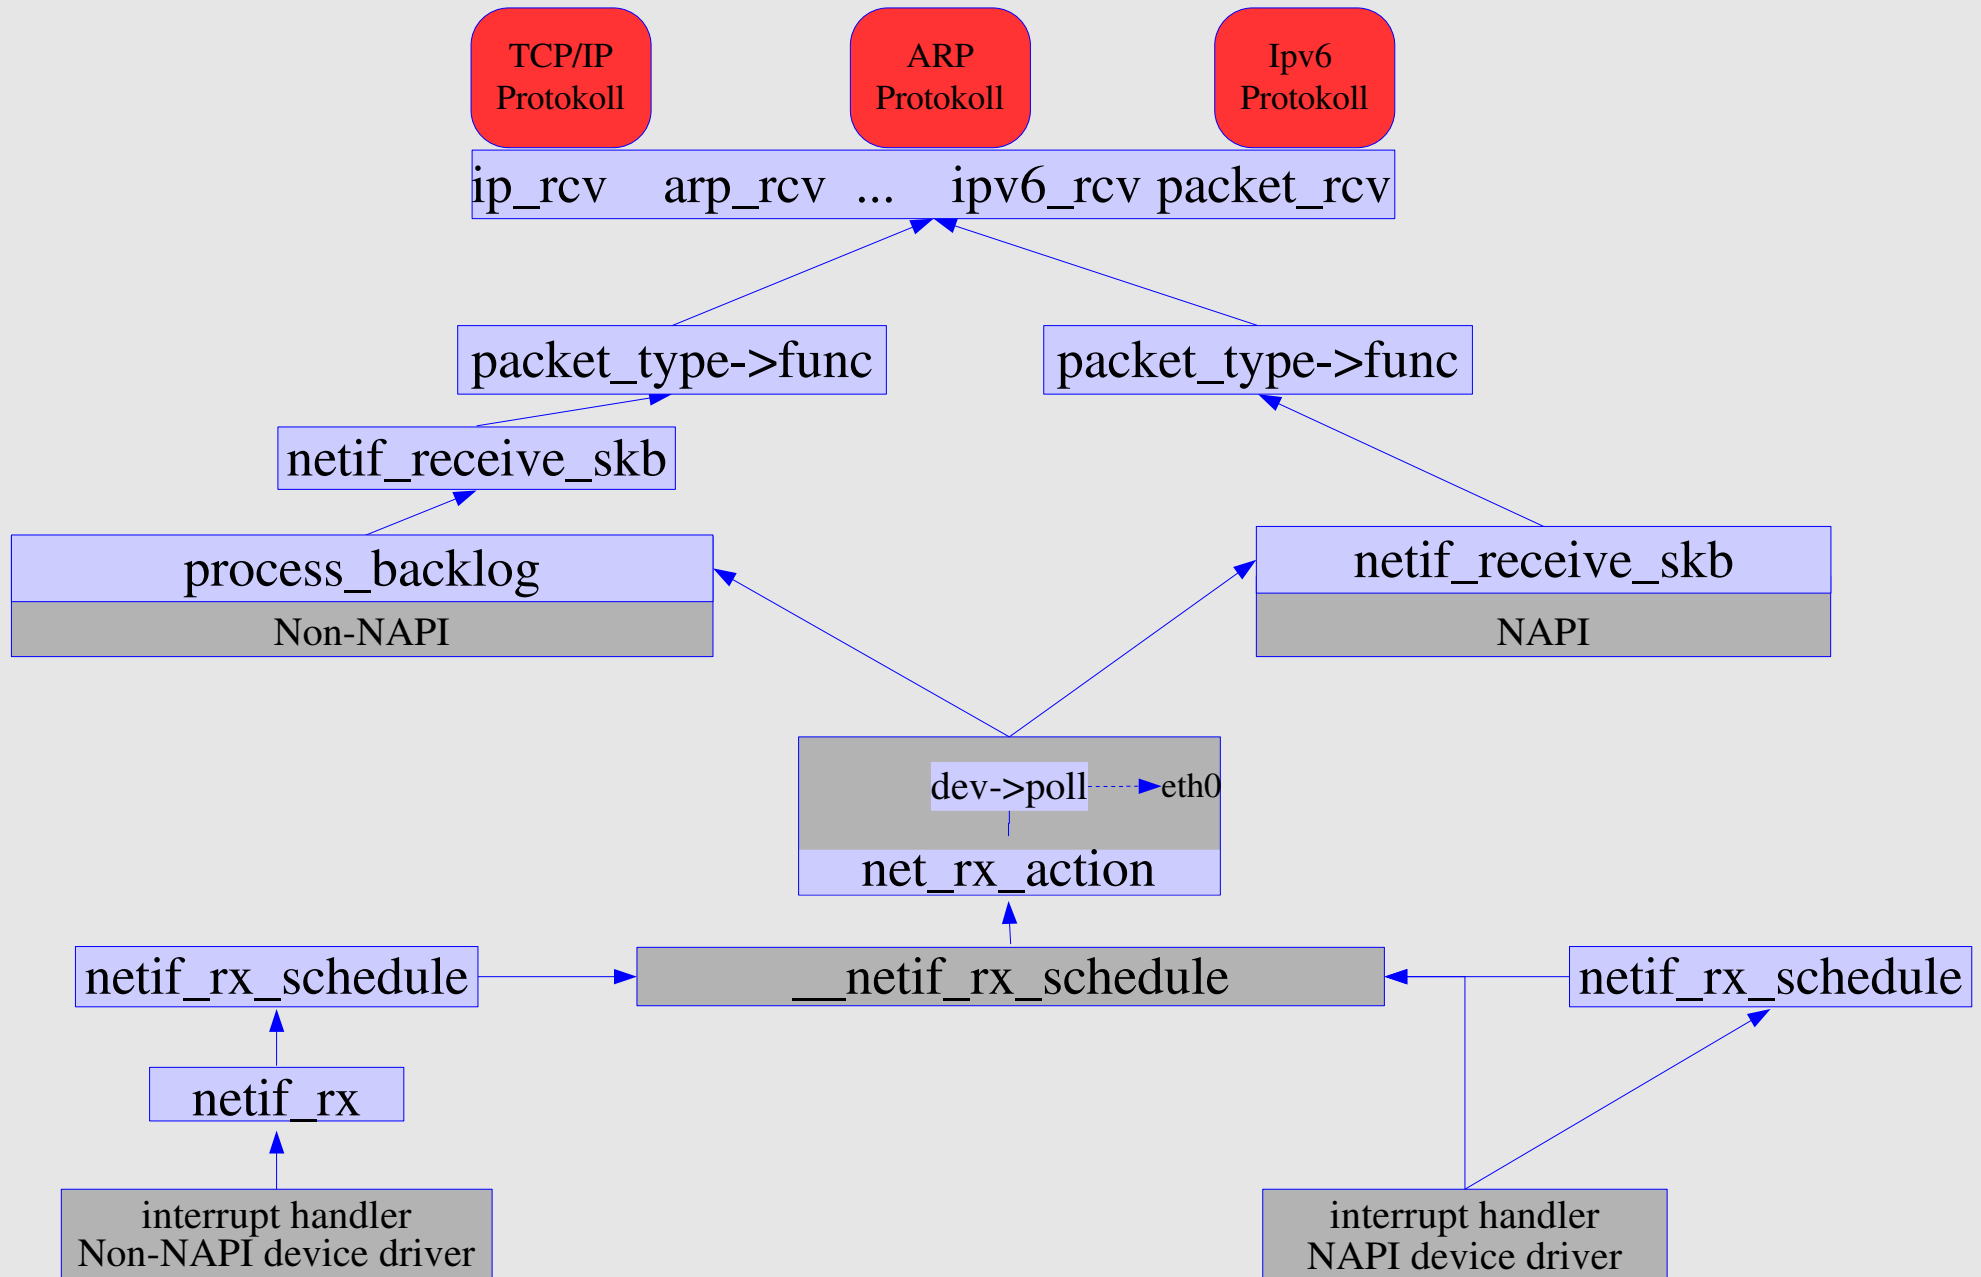 TCP/IP
Protokoll
ARP
Protokoll
Ipv6
Protokoll
ip_rcv arp_rcv ... ipv6_rcv packet_rcv
packet_type->func
packet_type->func
netif_receive_skb
process_backlog
Non-NAPI
netif_receive_skb
NAPI
dev->poll
eth0
net_rx_action
netif_rx_schedule
__netif_rx_schedule
netif_rx_schedule
netif_rx
interrupt handler
Non-NAPI device driver
interrupt handler
NAPI device driver